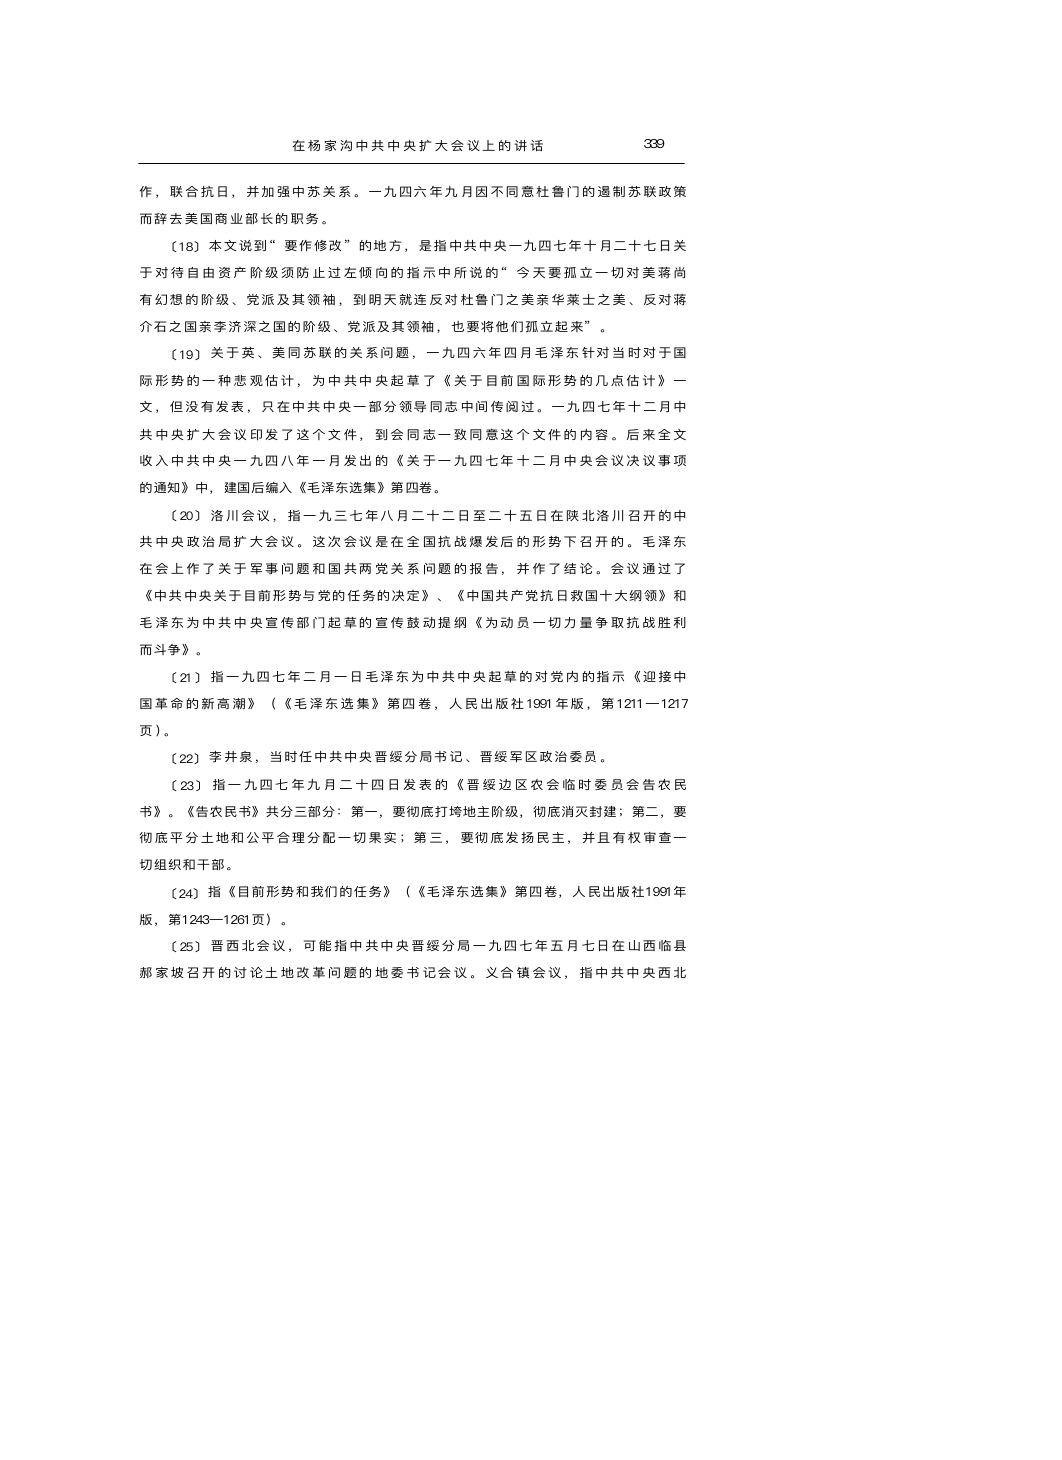 在杨家沟中共中央扩大会议上的讲话 339
作，联合抗日，并加强中苏关系。一九四六年九月因不同意杜鲁门的遏制苏联政策
而辞去美国商业部长的职务。
〔18〕本文说到“要作修改”的地方，是指中共中央一九四七年十月二十七日关
于对待自由资产阶级须防止过左倾向的指示中所说的“今天要孤立一切对美蒋尚
有幻想的阶级、党派及其领袖，到明天就连反对杜鲁门之美亲华莱士之美、反对蒋
介石之国亲李济深之国的阶级、党派及其领袖，也要将他们孤立起来”。
〔19〕关于英、美同苏联的关系问题，一九四六年四月毛泽东针对当时对于国
际形势的一种悲观估计，为中共中央起草了《关于目前国际形势的几点估计》一
文，但没有发表，只在中共中央一部分领导同志中间传阅过。一九四七年十二月中
共中央扩大会议印发了这个文件，到会同志一致同意这个文件的内容。后来全文
收入中共中央一九四八年一月发出的《关于一九四七年十二月中央会议决议事项
的通知》中，建国后编入《毛泽东选集》第四卷。
〔20〕洛川会议，指一九三七年八月二十二日至二十五日在陕北洛川召开的中
共中央政治局扩大会议。这次会议是在全国抗战爆发后的形势下召开的。毛泽东
在会上作了关于军事问题和国共两党关系问题的报告，并作了结论。会议通过了
《中共中央关于目前形势与党的任务的决定》、《中国共产党抗日救国十大纲领》和
毛泽东为中共中央宣传部门起草的宣传鼓动提纲《为动员一切力量争取抗战胜利
而斗争》。
〔21〕指一九四七年二月一日毛泽东为中共中央起草的对党内的指示《迎接中
国革命的新高潮》（《毛泽东选集》第四卷，人民出版社1991年版，第1211—1217
页）。
〔22〕李井泉，当时任中共中央晋绥分局书记、晋绥军区政治委员。
〔23〕指一九四七年九月二十四日发表的《晋绥边区农会临时委员会告农民
书》。《告农民书》共分三部分：第一，要彻底打垮地主阶级，彻底消灭封建；第二，要
彻底平分土地和公平合理分配一切果实；第三，要彻底发扬民主，并且有权审查一
切组织和干部。
〔24〕指《目前形势和我们的任务》（《毛泽东选集》第四卷，人民出版社1991年
版，第1243—1261页）。
〔25〕晋西北会议，可能指中共中央晋绥分局一九四七年五月七日在山西临县
郝家坡召开的讨论土地改革问题的地委书记会议。义合镇会议，指中共中央西北